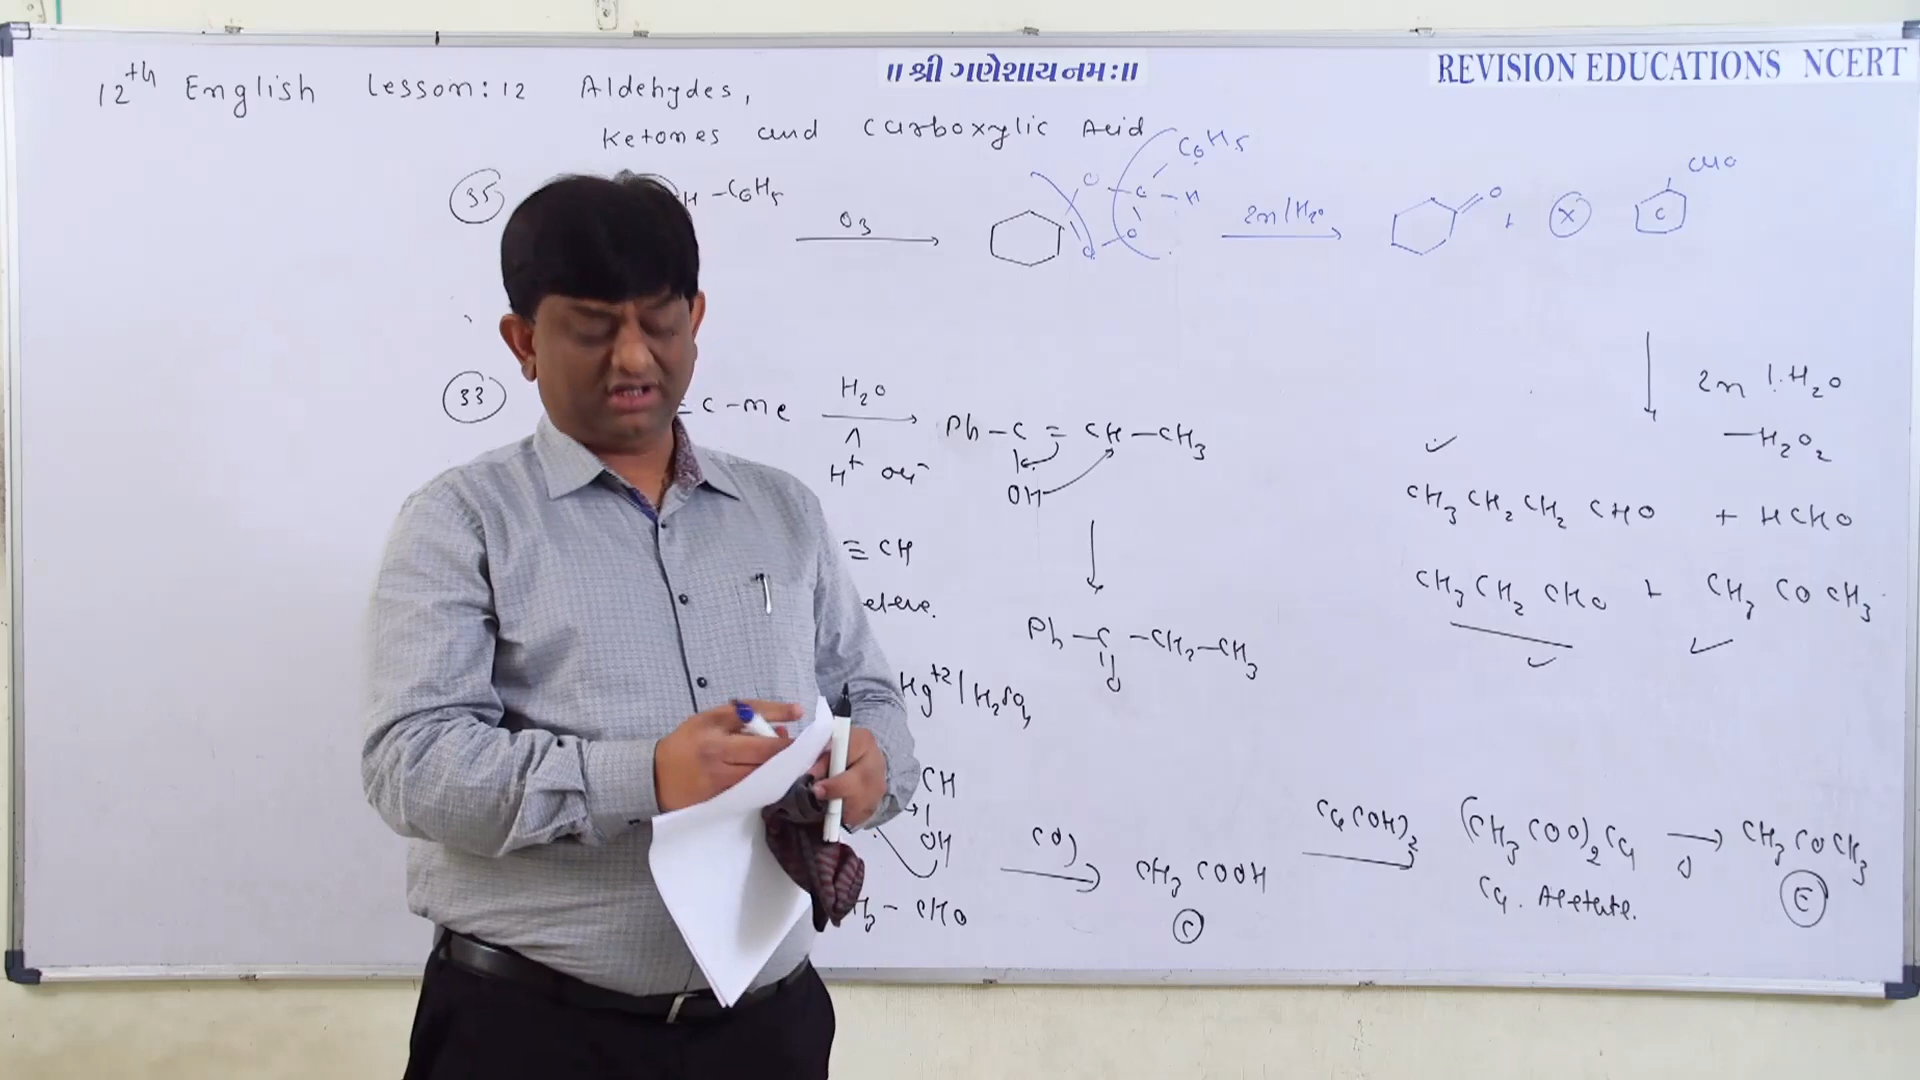 ॥ શ્રી ગણેશાય નમઃ॥
REVISION EDUCATIONS NCERT
12th English Lesson: 12 Aldehydes,
Ketones and Carboxylic Acid
35
H - C6H5
O3
C6H5
C - H
Zn/H2O
O
+ X
CHO
33
≡ C - Me
H2O
Δ
H+ OH-
Ph - C = CH - CH3
OH
Zn /. H2O
- H2O2
≡ CH
CH3 CH2 CH2 CHO + HCHO
CH3 CH2 CHO + CH3 CO CH3
Ph - C - CH2 - CH3
O
Hg+2 / H2SO4
CH
OH
CHO
(O)
CH3 COOH
C
Ca(OH)2
(CH3 COO)2 Ca
Ca. Acetate.
Δ
CH3 COCH3
E